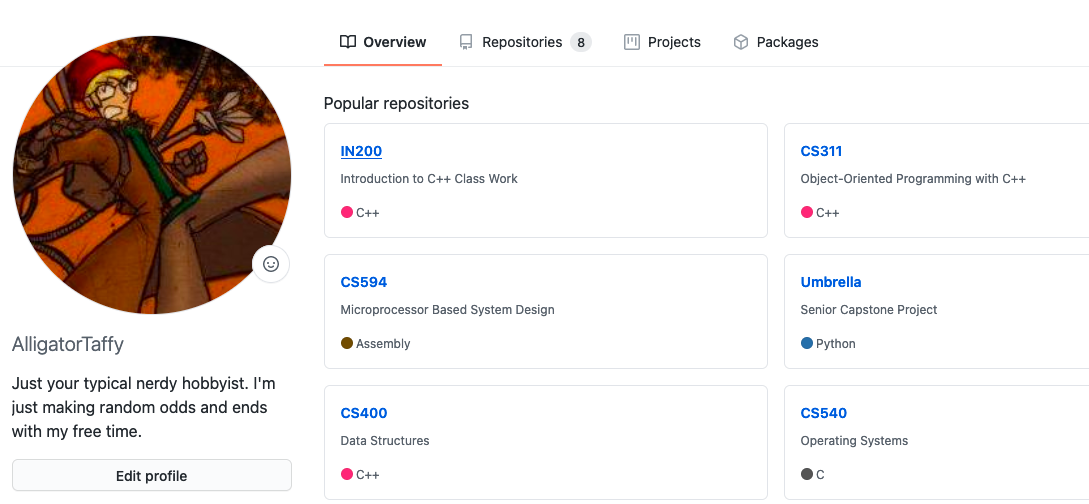 Overview Repositories 8 Projects Packages
Popular repositories
IN200
Introduction to C++ Class Work
C++
CS311
Object-Oriented Programming with C++
C++
CS594
Microprocessor Based System Design
Assembly
Umbrella
Senior Capstone Project
Python
CS400
Data Structures
C++
CS540
Operating Systems
C
AlligatorTaffy
Just your typical nerdy hobbyist. I'm
just making random odds and ends
with my free time.
Edit profile